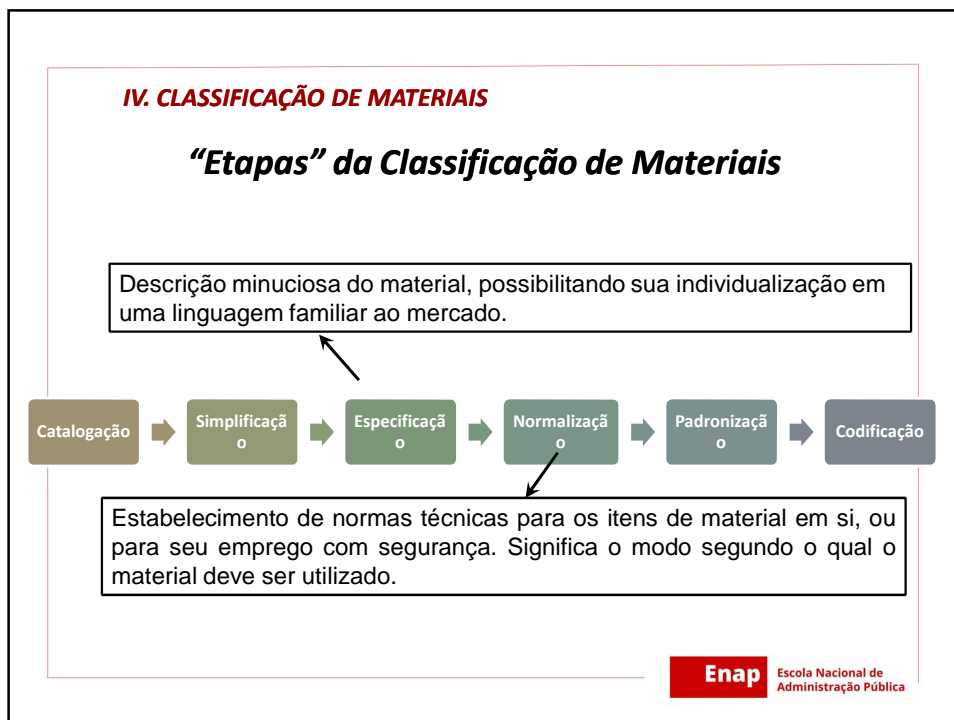 IV. CLASSIFICAÇÃO DE MATERIAIS
“Etapas” da Classificação de Materiais
Descrição minuciosa do material, possibilitando sua individualização em
uma linguagem familiar ao mercado.
Catalogação
Simplificaçã
o
Especificaçã
o
Normalizaçã
o
Padronizaçã
o
Codificação
Estabelecimento de normas técnicas para os itens de material em si, ou
para seu emprego com segurança. Significa o modo segundo o qual o
material deve ser utilizado.
Enap
Escola Nacional de
Administração Pública